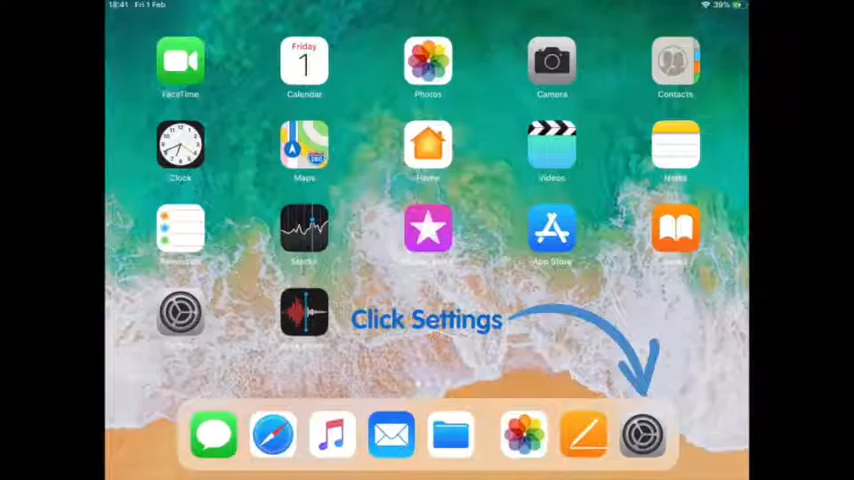 18:41 Fri 1 Feb 39%
Friday
1
FaceTime Calendar Photos Camera Contacts
280
Clock Maps Home Videos Notes
Reminders Stocks App Store
Click Settings